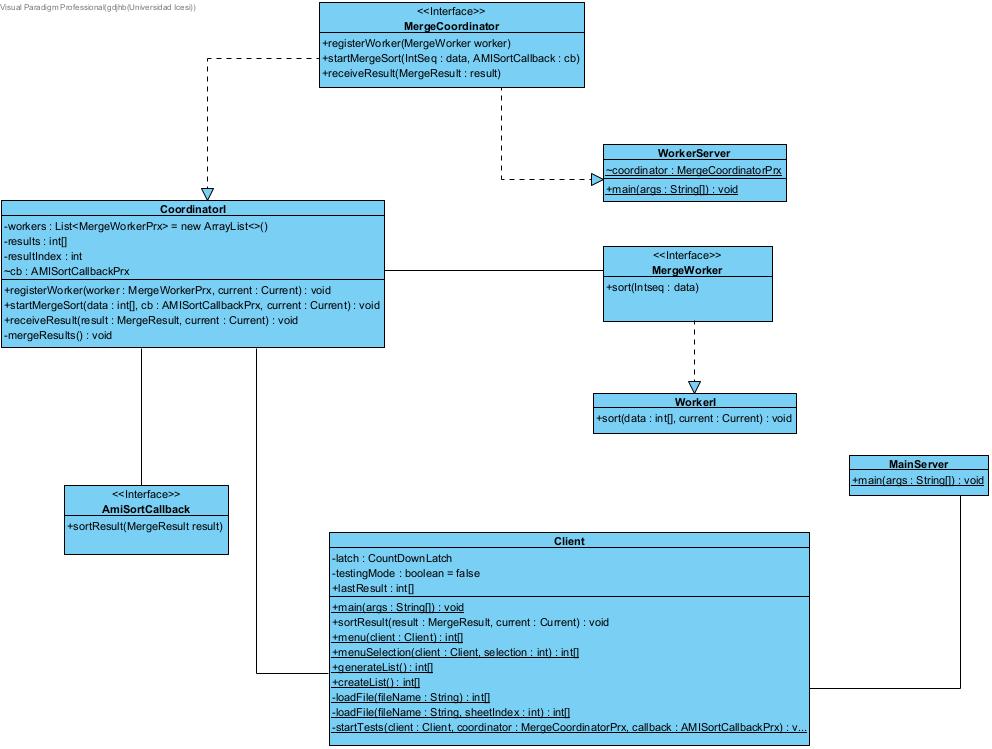 Visual Paradigm Professional(gdjhb(Universidad Icesi))
<<Interface>>
MergeCoordinator
+registerWorker(MergeWorker worker)
+startMergeSort(IntSeq : data, AMISortCallback : cb)
+receiveResult(MergeResult : result)
WorkerServer
~coordinator : MergeCoordinatorPrx
+main(args : String[]) : void
CoordinatorI
-workers : List<MergeWorkerPrx> = new ArrayList<>()
-results : int[]
-resultIndex : int
~cb : AMISortCallbackPrx
+registerWorker(worker : MergeWorkerPrx, current : Current) : void
+startMergeSort(data : int[], cb : AMISortCallbackPrx, current : Current) : void
+receiveResult(result : MergeResult, current : Current) : void
-mergeResults() : void
<<Interface>>
MergeWorker
+sort(Intseq : data)
WorkerI
+sort(data : int[], current : Current) : void
MainServer
+main(args : String[]) : void
<<Interface>>
AmiSortCallback
+sortResult(MergeResult result)
Client
-latch : CountDownLatch
-testingMode : boolean = false
+lastResult : int[]
+main(args : String[]) : void
+sortResult(result : MergeResult, current : Current) : void
+menu(client : Client) : int[]
+menuSelection(client : Client, selection : int) : int[]
+generateList() : int[]
+createList() : int[]
-loadFile(fileName : String) : int[]
-loadFile(fileName : String, sheetIndex : int) : int[]
-startTests(client : Client, coordinator : MergeCoordinatorPrx, callback : AMISortCallbackPrx) : v...